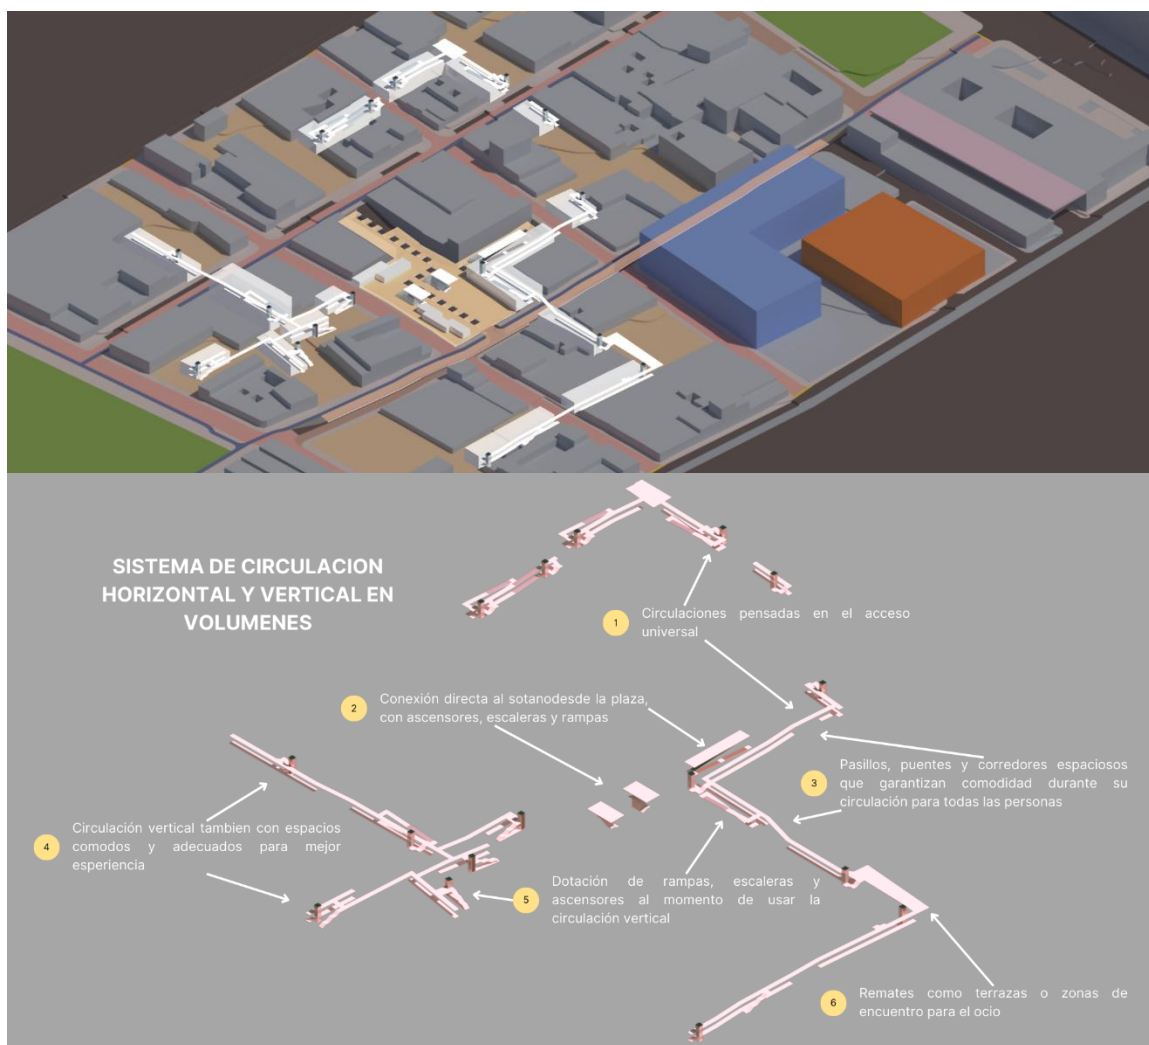 SISTEMA DE CIRCULACION
HORIZONTAL Y VERTICAL EN
VOLUMENES
1
Circulaciones pensadas en el acceso
universal
2
Conexión directa al sotanodesde la plaza,
con ascensores, escaleras y rampas
3
Pasillos, puentes y corredores espaciosos
que garantizan comodidad durante su
circulación para todas las personas
4
Circulación vertical tambien con espacios
comodos y adecuados para mejor
esperiencia
5
Dotación de rampas, escaleras y
ascensores al momento de usar la
circulación vertical
6
Remates como terrazas o zonas de
encuentro para el ocio